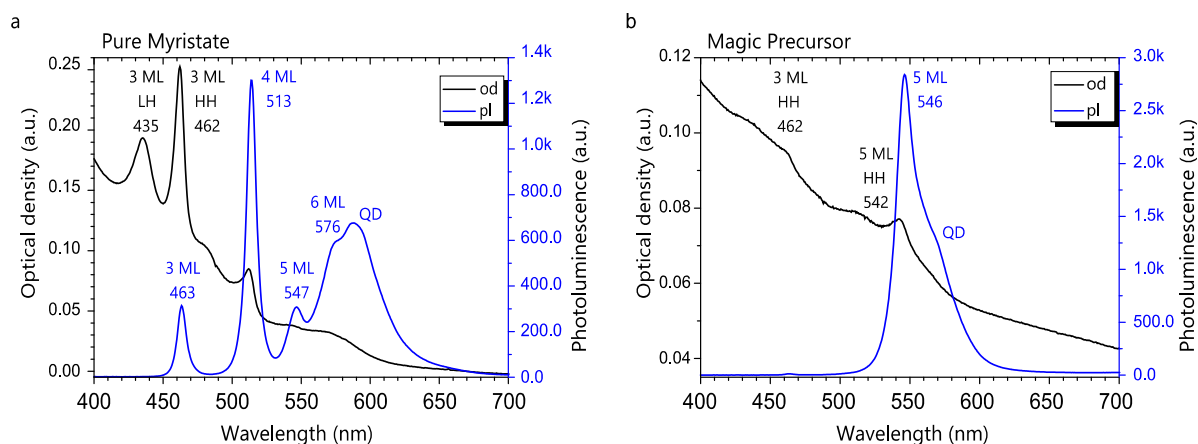 a
Pure Myristate
Optical density (a.u.)
0.25
0.20
0.15
0.10
0.05
0.00
3 ML
LH
435
3 ML
HH
462
4 ML
513
3 ML
463
5 ML
547
6 ML
576
QD
od
pl
1.4k
1.2k
1.0k
800.0
600.0
400.0
200.0
0.0
Photoluminescence (a.u.)
400 450 500 550 600 650 700
Wavelength (nm)
b
Magic Precursor
Optical density (a.u.)
0.12
0.10
0.08
0.06
0.04
3 ML
HH
462
5 ML
HH
542
5 ML
546
QD
od
pl
3.0k
2.5k
2.0k
1.5k
1.0k
500.0
0.0
Photoluminescence (a.u.)
400 450 500 550 600 650 700
Wavelength (nm)